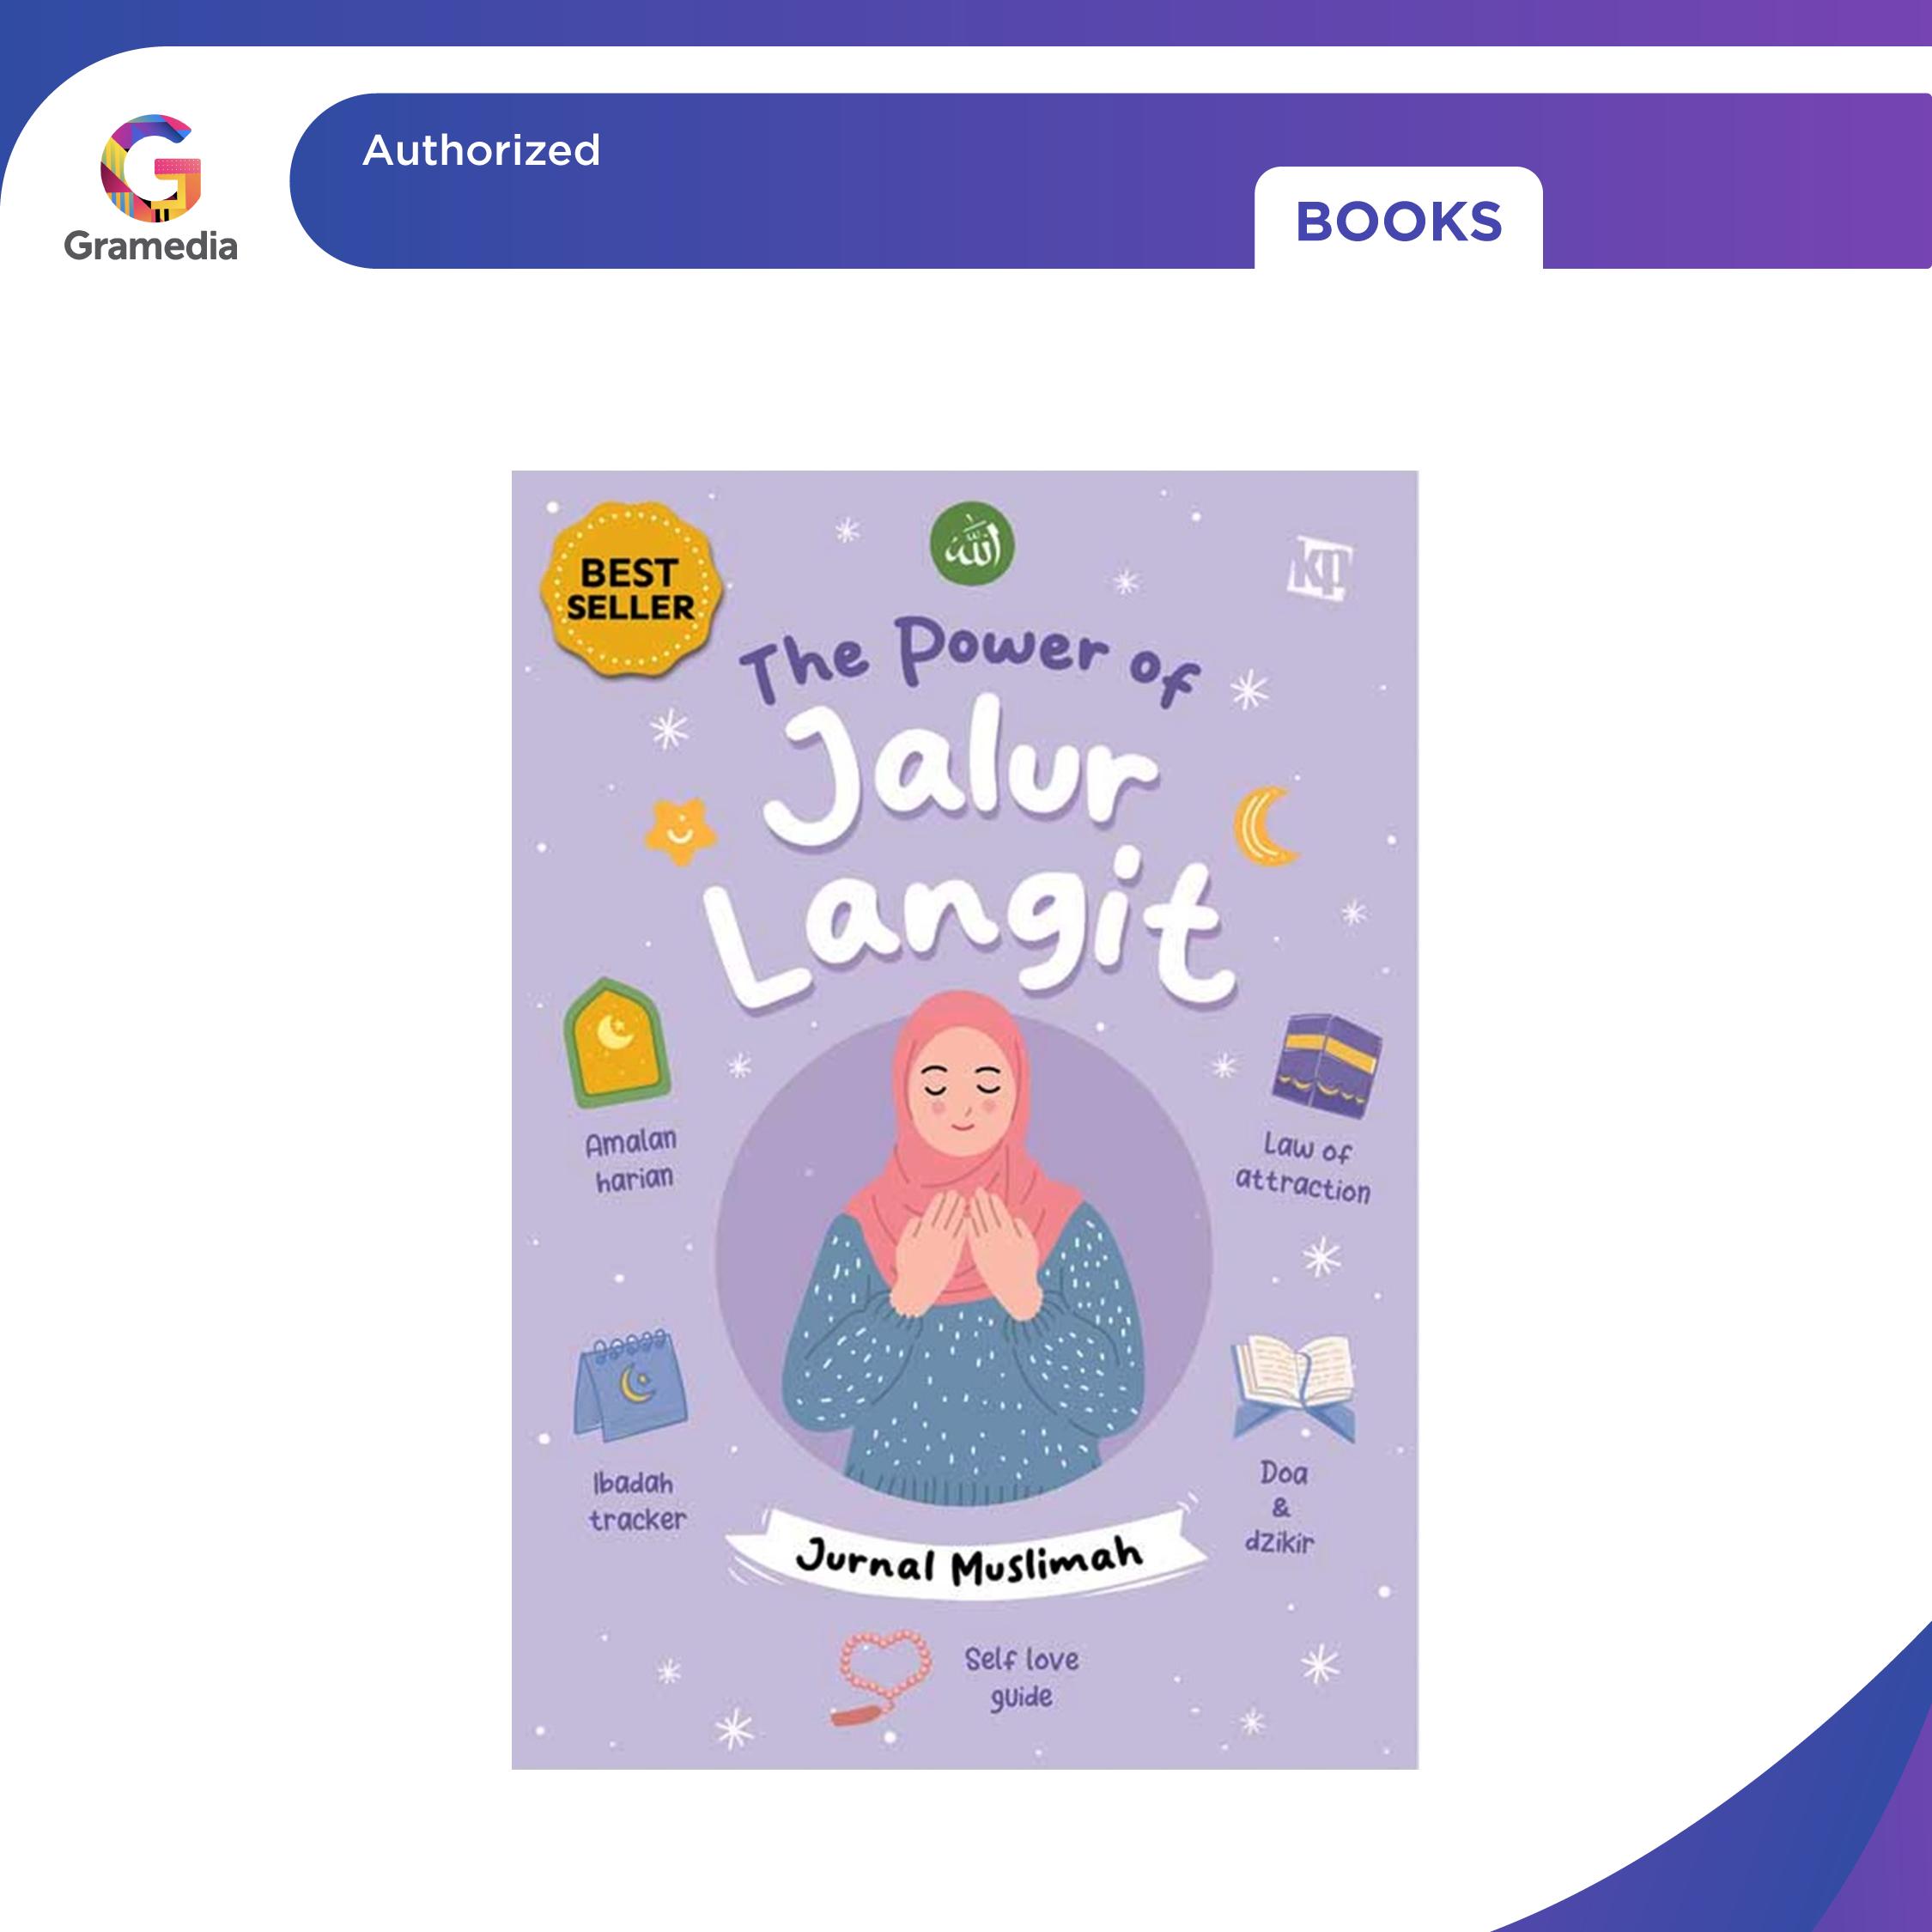 Authorized
Gramedia
BOOKS
BEST
SELLER
الله
The Power of
Jalur
Langit
Amalan
harian
Law of
attraction
Ibadah
tracker
Doa
&
dzikir
Jurnal Muslimah
Self love
guide